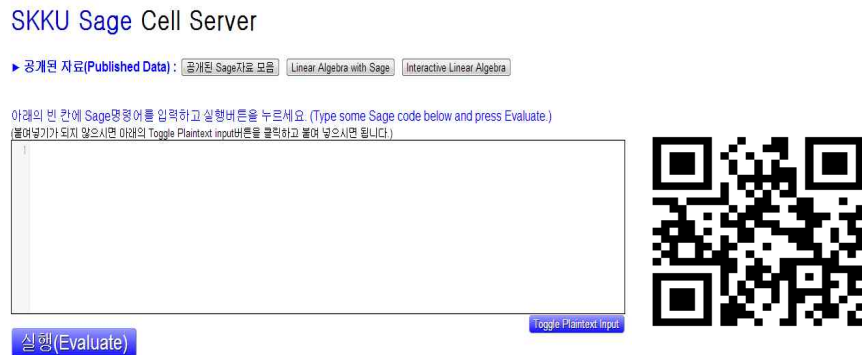 SKKU Sage Cell Server
▶ 공개된 자료(Published Data) : 공개된 Sage자료 모음 Linear Algebra with Sage Interactive Linear Algebra
아래의 빈 칸에 Sage명령어를 입력하고 실행버튼을 누르세요. (Type some Sage code below and press Evaluate.)
(붙여넣기가 되지 않으시면 아래의 Toggle Plaintext input버튼을 클릭하고 붙여 넣으시면 됩니다.)
1
Toggle Plaintext Input
실행(Evaluate)